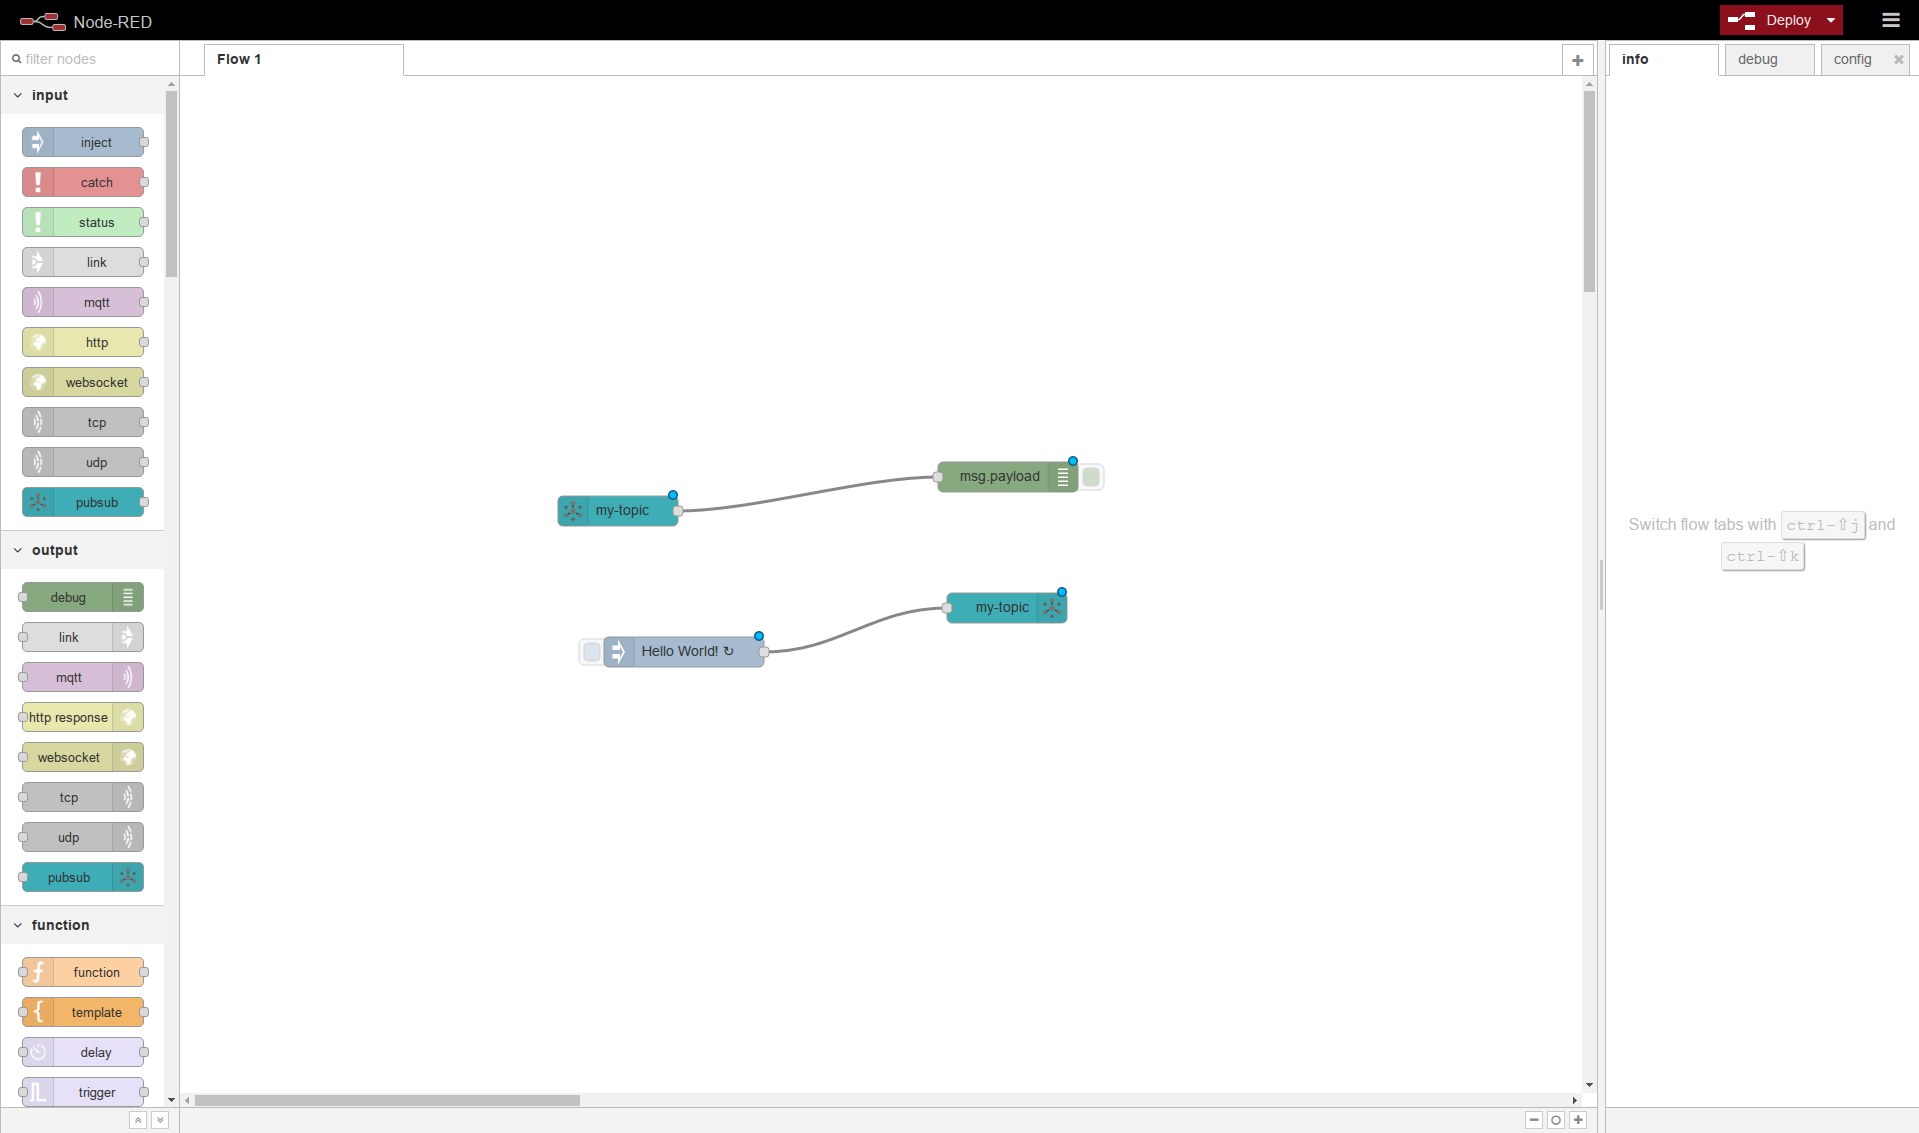 Node-RED
Deploy
filter nodes
Flow 1
info
debug
config
input
inject
catch
status
link
mqtt
http
websocket
tcp
udp
pubsub
output
debug
link
mqtt
http response
websocket
tcp
udp
pubsub
function
function
template
delay
trigger
msg.payload
my-topic
my-topic
Hello World! ↻
Switch flow tabs with ctrl-⇧j and
ctrl-⇧k